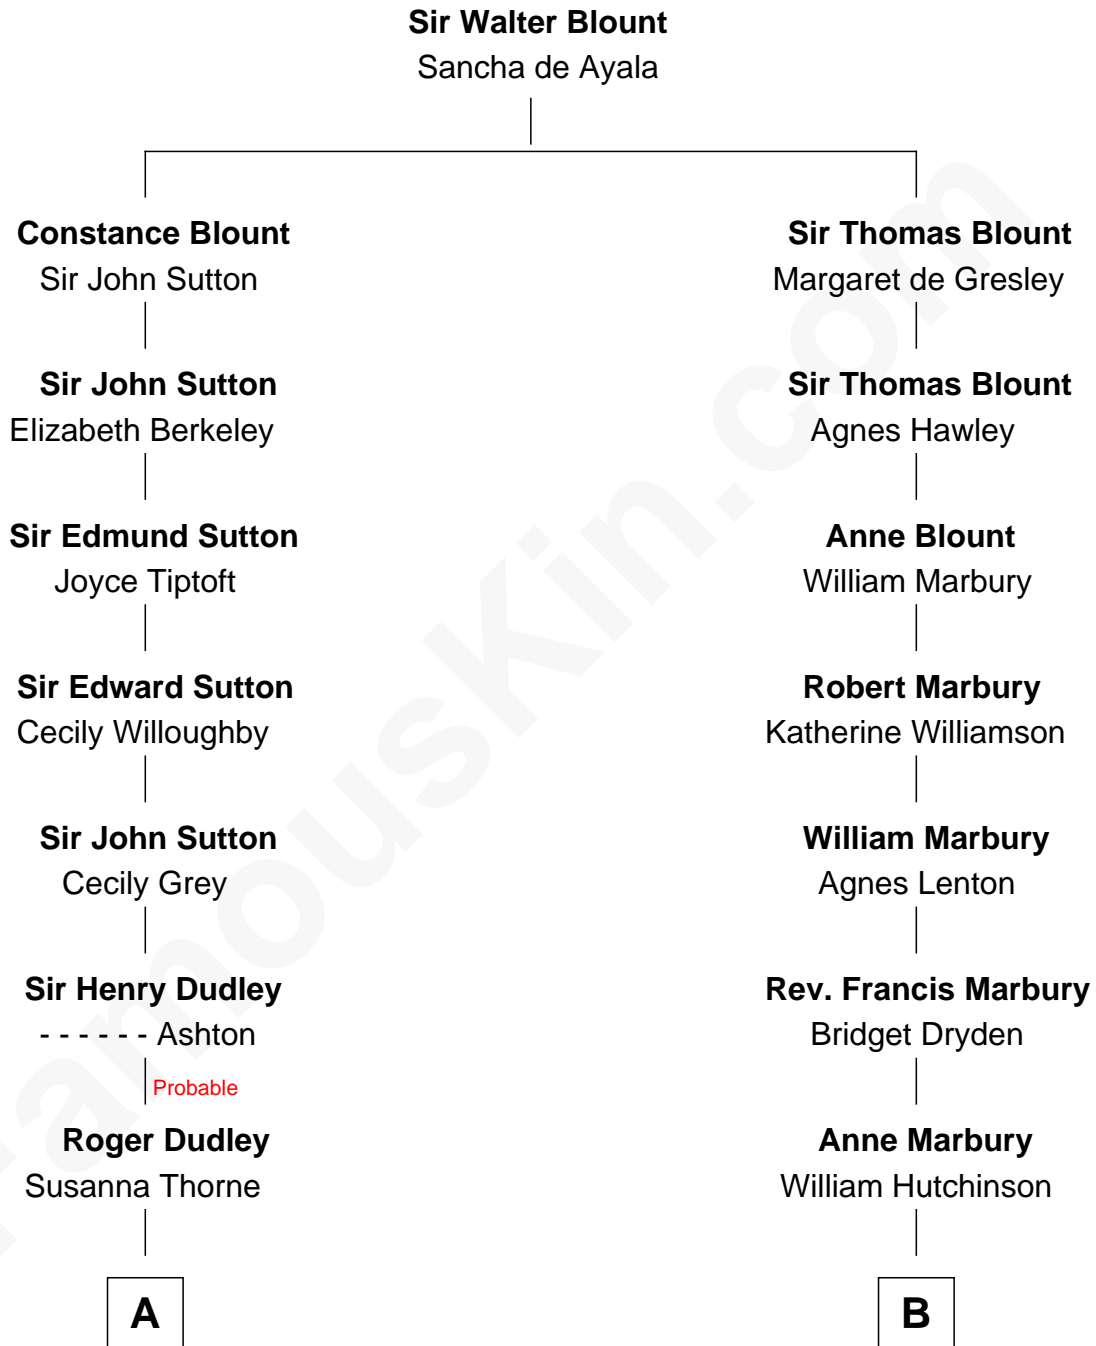 Sir Walter Blount
Sancha de Ayala
Constance Blount
Sir John Sutton
Sir Thomas Blount
Margaret de Gresley
Sir John Sutton
Elizabeth Berkeley
Sir Thomas Blount
Agnes Hawley
Sir Edmund Sutton
Joyce Tiptoft
Anne Blount
William Marbury
Sir Edward Sutton
Cecily Willoughby
Robert Marbury
Katherine Williamson
Sir John Sutton
Cecily Grey
William Marbury
Agnes Lenton
Sir Henry Dudley
- - - - - - Ashton
Probable
Rev. Francis Marbury
Bridget Dryden
Roger Dudley
Susanna Thorne
Anne Marbury
William Hutchinson
A
B
FamousKin.com